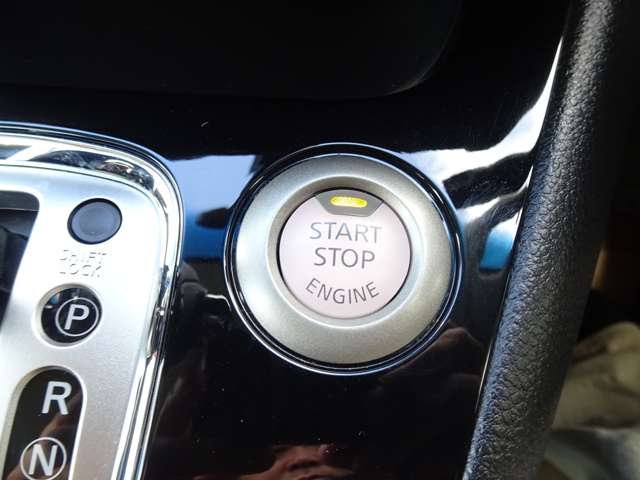 START
STOP
ENGINE
SHIFT
LOCK
P
R
N